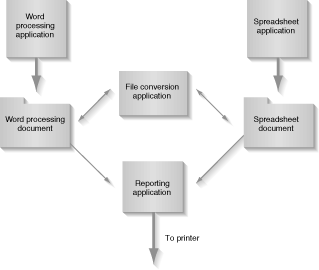 Word
processing
application
Spreadsheet
application
File conversion
application
Word processing
document
Spreadsheet
document
Reporting
application
To printer